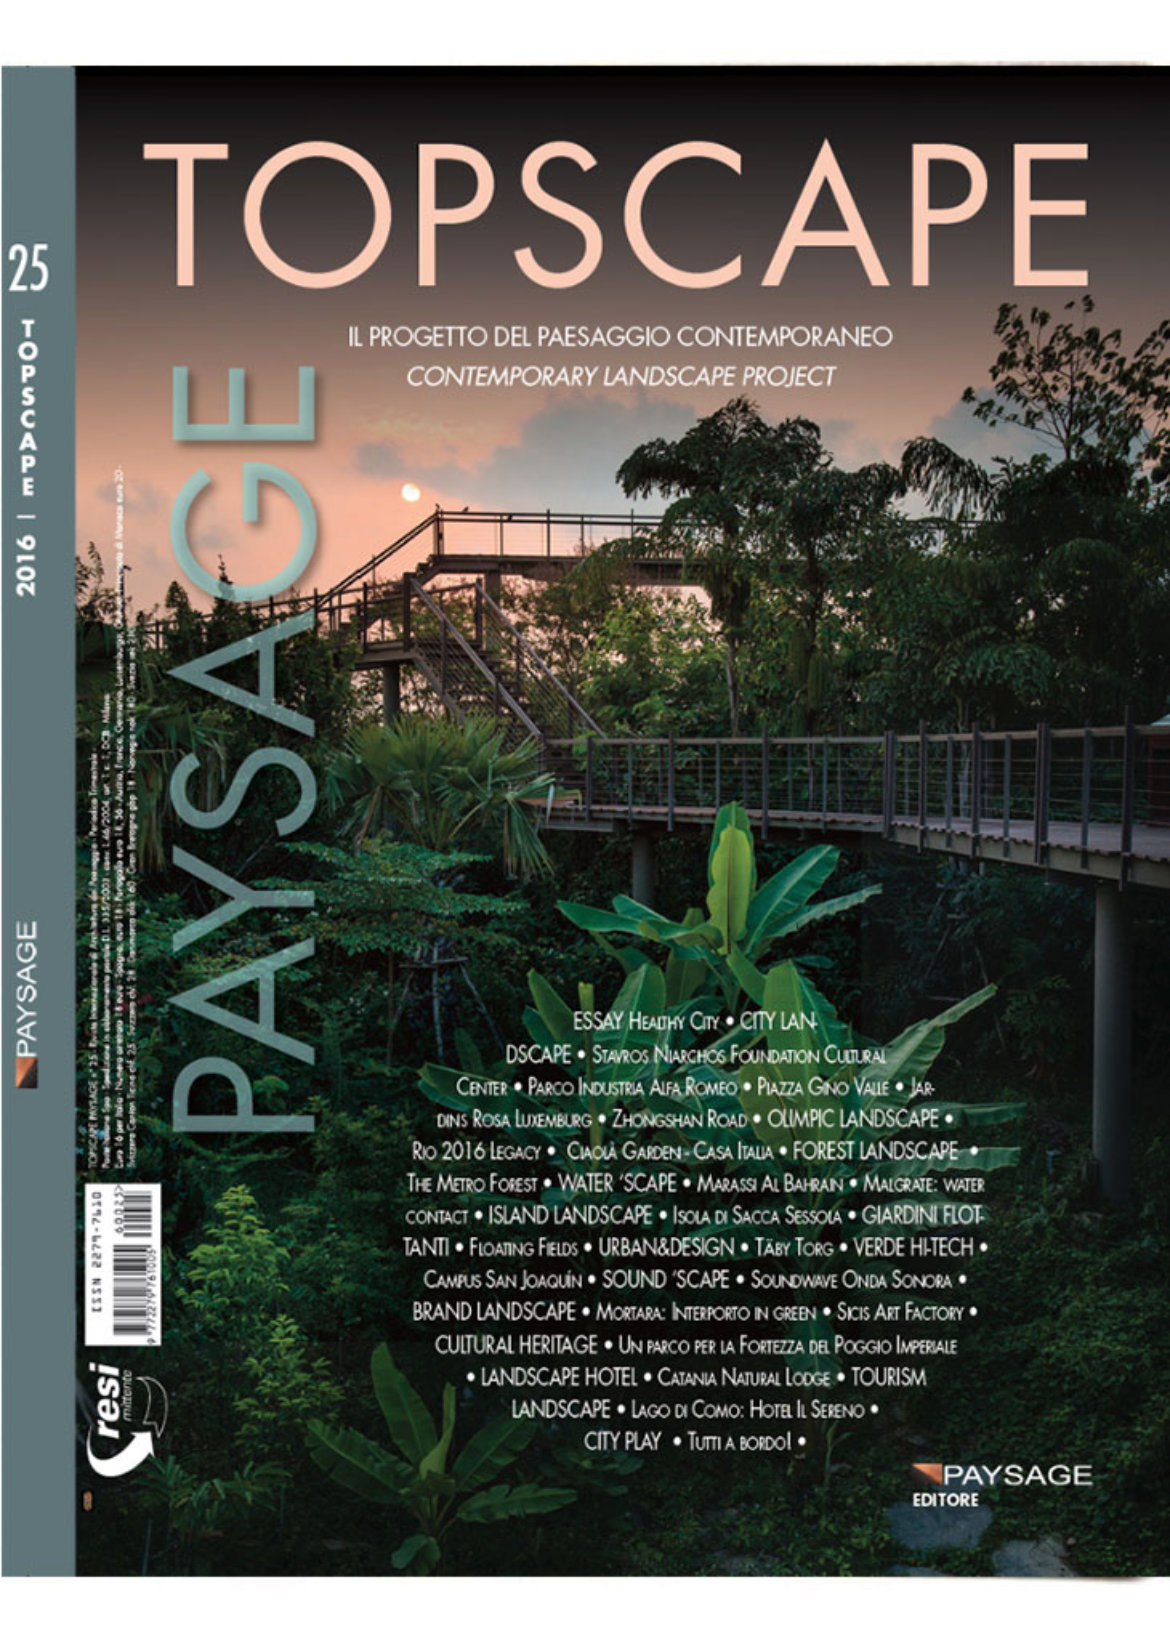 TOPSCAPE
IL PROGETTO DEL PAESAGGIO CONTEMPORANEO
CONTEMPORARY LANDSCAPE PROJECT
PAYSAGE
25
TOPSCAPE | 2016
PAYSAGE
ESSAY HEALTHY CITY • CITY LAN-
DSCAPE • STAVROS NIARCHOS FOUNDATION CULTURAL
CENTER • PARCO INDUSTRIA ALFA ROMEO • PIAZZA GINO VALLE • JAR-
DINS ROSA LUXEMBURG • ZHONGSHAN ROAD • OLIMPIC LANDSCAPE •
RIO 2016 LEGACY • CIAOLÀ GARDEN - CASA ITALIA • FOREST LANDSCAPE •
THE METRO FOREST • WATER ‘SCAPE • MARASSI AL BAHRAIN • MALGRATE: WATER
CONTACT • ISLAND LANDSCAPE • ISOLA DI SACCA SESSOLA • GIARDINI FLOT-
TANTI • FLOATING FIELDS • URBAN&DESIGN • TÄBY TORG • VERDE HI-TECH •
CAMPUS SAN JOAQUÍN • SOUND ‘SCAPE • SOUNDWAVE ONDA SONORA •
BRAND LANDSCAPE • MORTARA: INTERPORTO IN GREEN • SICIS ART FACTORY •
CULTURAL HERITAGE • UN PARCO PER LA FORTEZZA DEL POGGIO IMPERIALE
• LANDSCAPE HOTEL • CATANIA NATURAL LODGE • TOURISM
LANDSCAPE • LAGO DI COMO: HOTEL IL SERENO •
CITY PLAY • TUTTI A BORDO! •
ISSN 2279-7610
60025>
9 772279 761005
resi
mittente
PAYSAGE
EDITORE